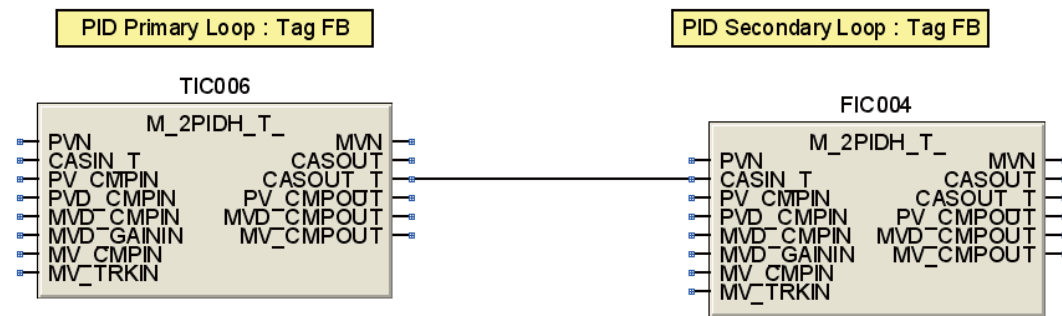 PID Primary Loop : Tag FB
PID Secondary Loop : Tag FB
TIC006
M_2PIDH_T_
PVN MVN
CASIN_T CASOUT
PV_CMPIN CASOUT_T
PVD_CMPIN PV_CMPOUT
MVD_CMPIN MVD_CMPOUT
MVD_GAININ MV_CMPOUT
MV_CMPIN
MV_TRKIN
FIC004
M_2PIDH_T_
PVN MVN
CASIN_T CASOUT
PV_CMPIN CASOUT_T
PVD_CMPIN PV_CMPOUT
MVD_CMPIN MVD_CMPOUT
MVD_GAININ MV_CMPOUT
MV_CMPIN
MV_TRKIN